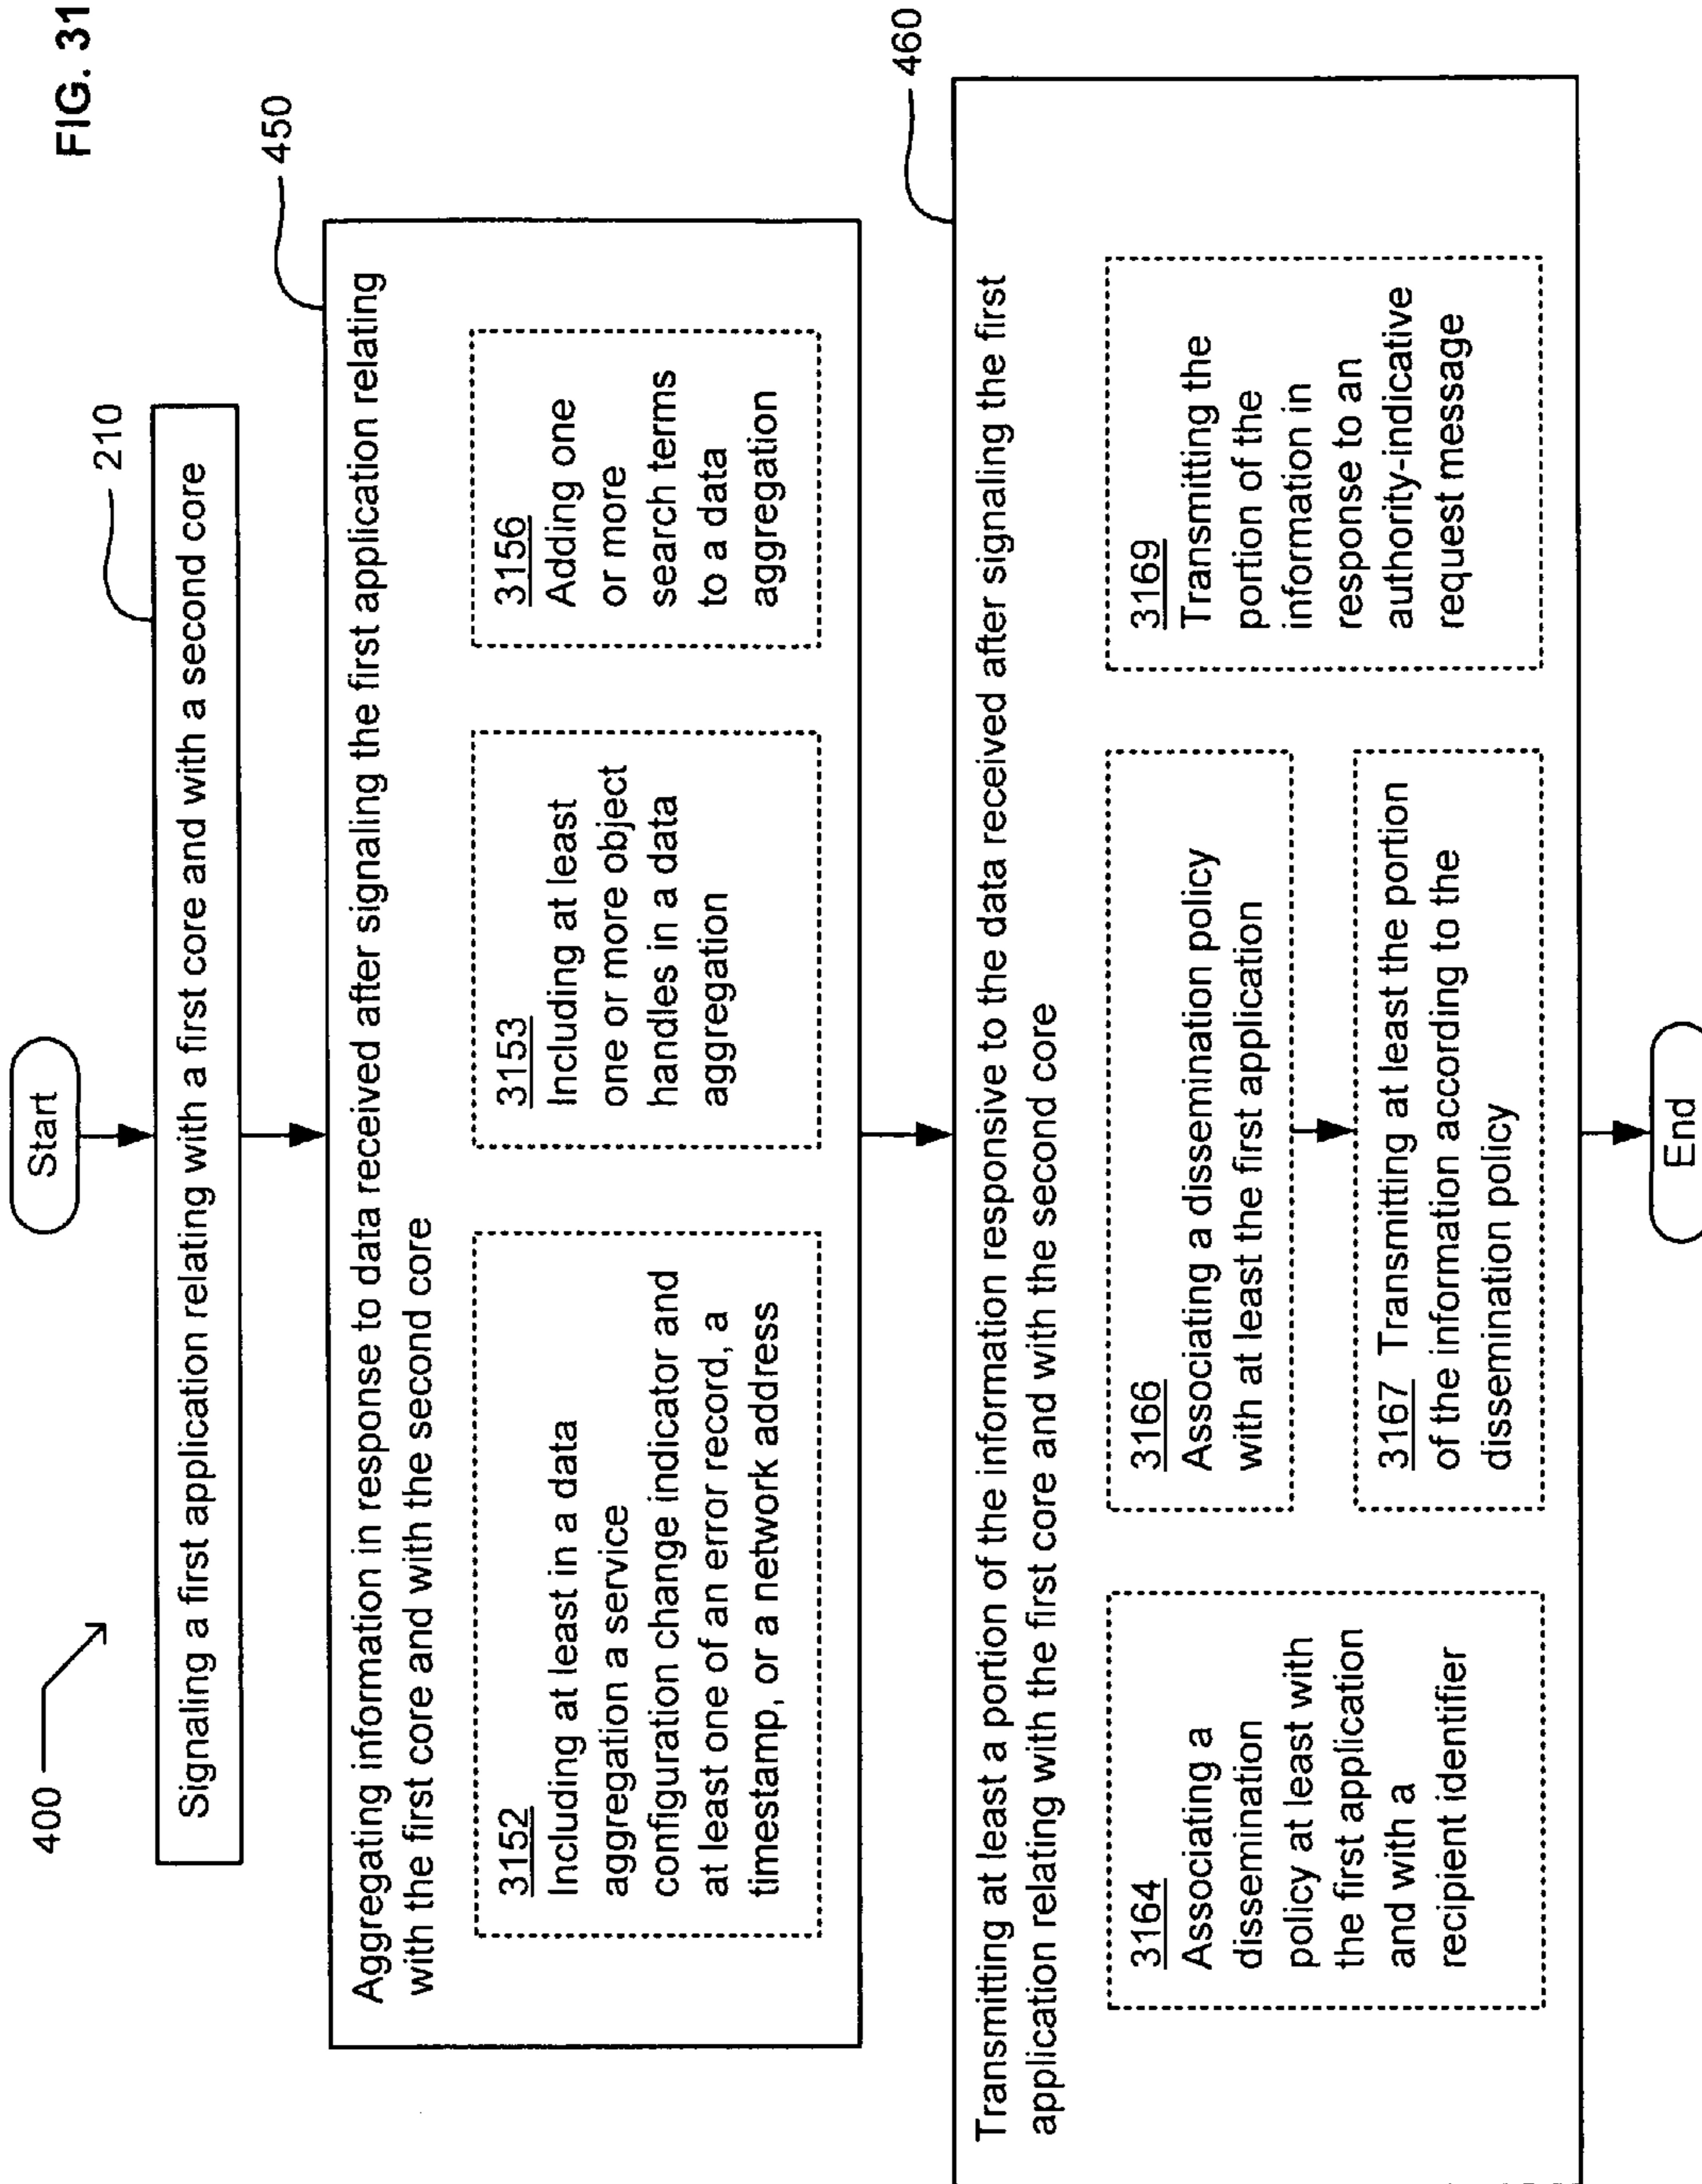 FIG. 31
400
Start
210
Signaling a first application relating with a first core and with a second core
450
Aggregating information in response to data received after signaling the first application relating
with the first core and with the second core
3152
Including at least in a data
aggregation a service
configuration change indicator and
at least one of an error record, a
timestamp, or a network address
3153
Including at least
one or more object
handles in a data
aggregation
3156
Adding one
or more
search terms
to a data
aggregation
460
Transmitting at least a portion of the information responsive to the data received after signaling the first
application relating with the first core and with the second core
3164
Associating a
dissemination
policy at least with
the first application
and with a
recipient identifier
3166
Associating a dissemination policy
with at least the first application
3167 Transmitting at least the portion
of the information according to the
dissemination policy
3169
Transmitting the
portion of the
information in
response to an
authority-indicative
request message
End